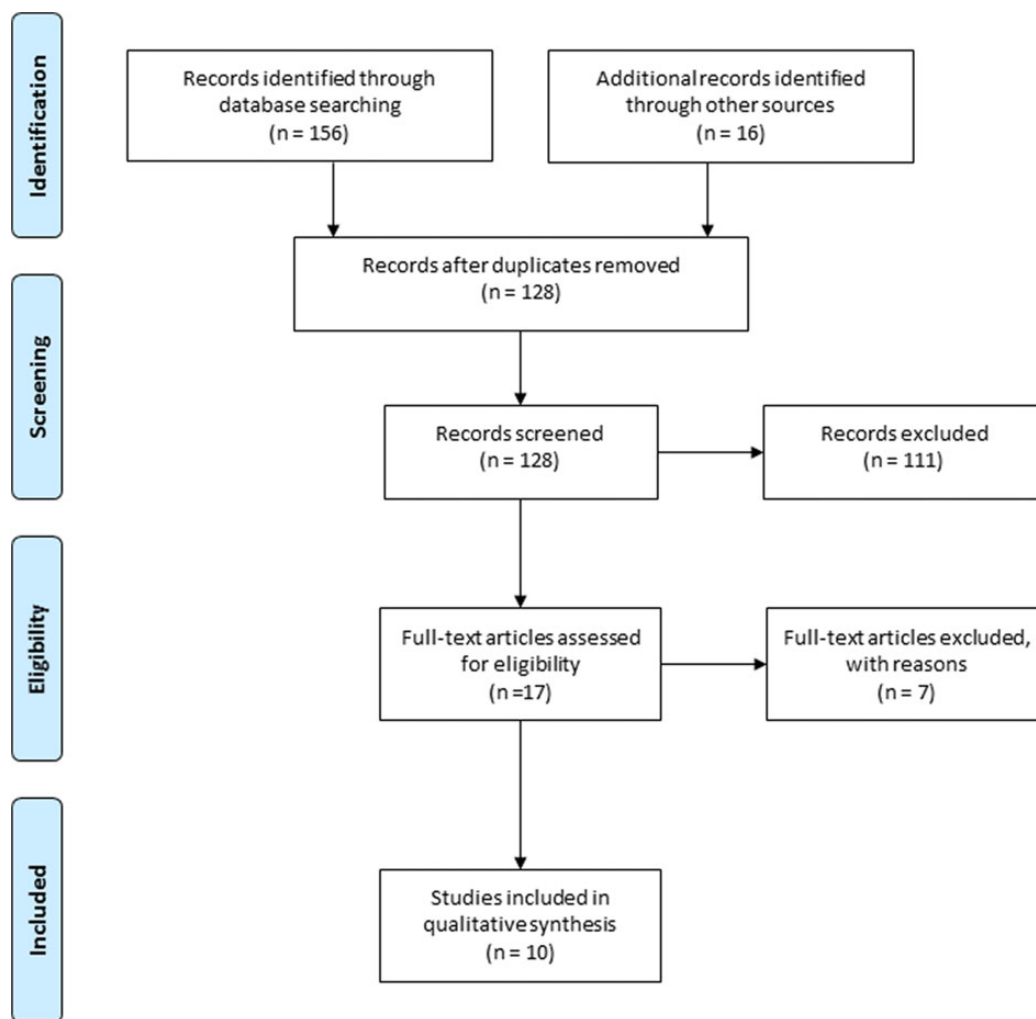 Identification
Records identified through
database searching
(n = 156)
Additional records identified
through other sources
(n = 16)
Records after duplicates removed
(n = 128)
Screening
Records screened
(n = 128)
Records excluded
(n = 111)
Eligibility
Full-text articles assessed
for eligibility
(n =17)
Full-text articles excluded,
with reasons
(n = 7)
Included
Studies included in
qualitative synthesis
(n = 10)